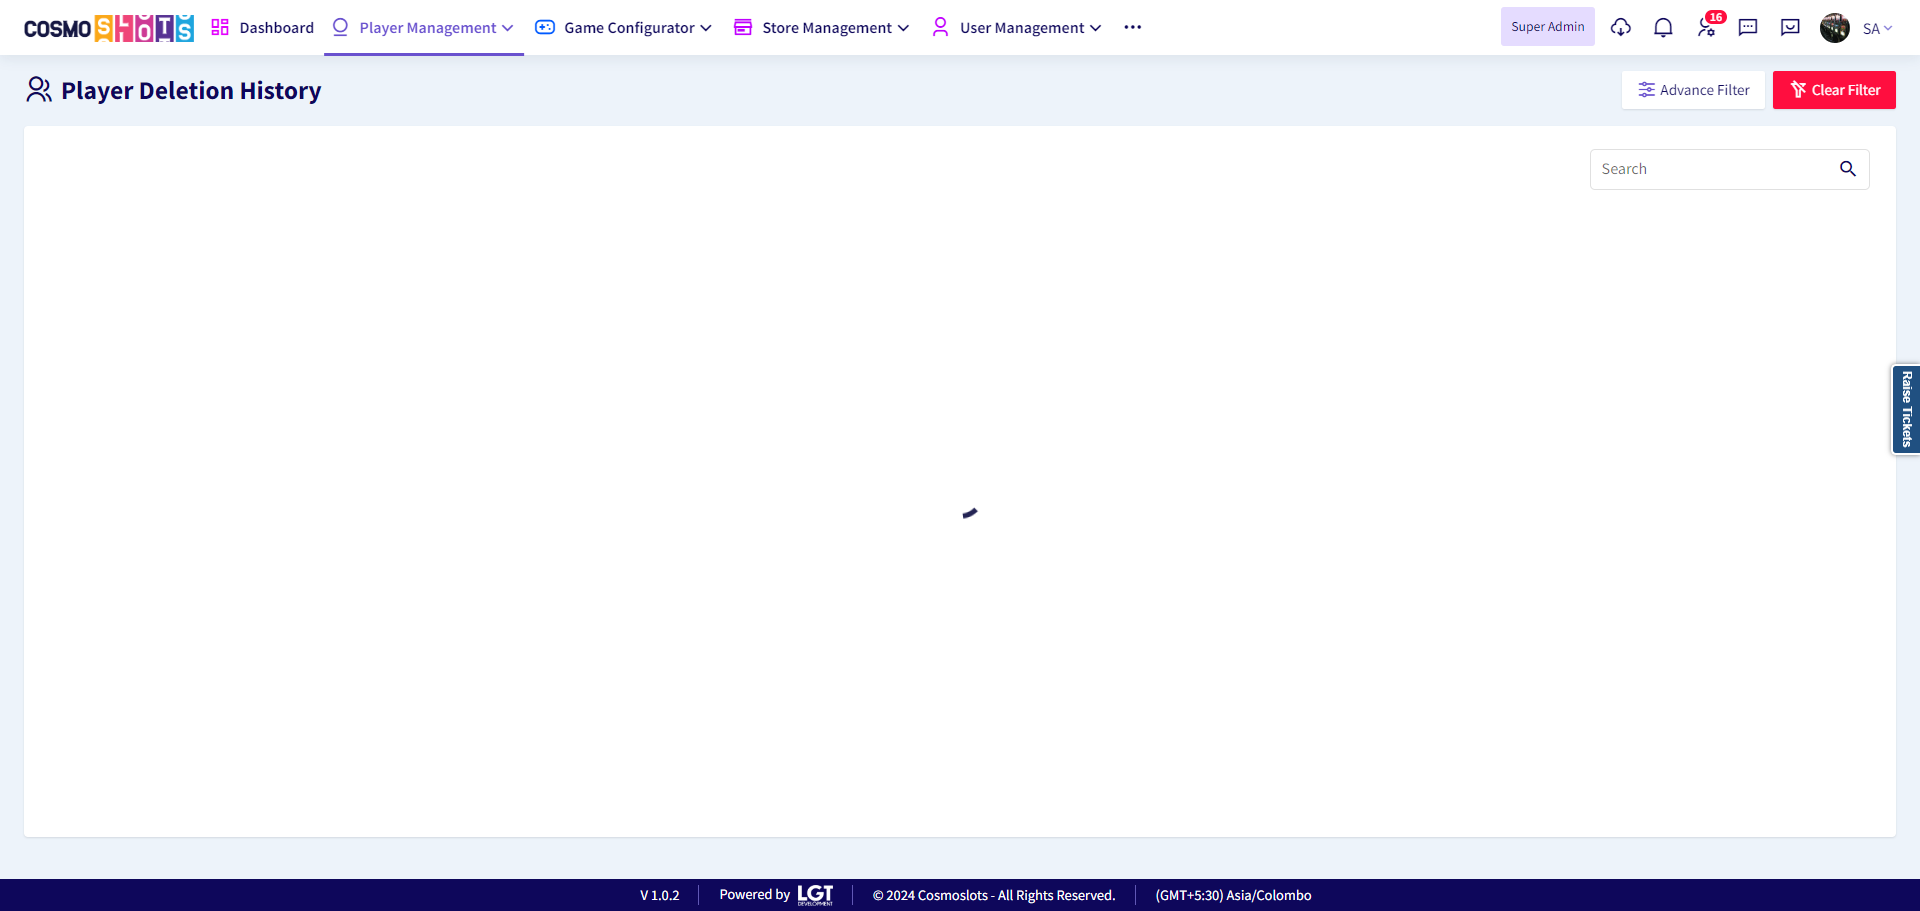 COSMO SLOTS
Dashboard
Player Management
Game Configurator
Store Management
User Management
Super Admin
16
SA
Player Deletion History
Advance Filter
Clear Filter
Search
Raise Tickets
V 1.0.2
Powered by LGT DEVELOPMENT
© 2024 Cosmoslots - All Rights Reserved.
(GMT+5:30) Asia/Colombo